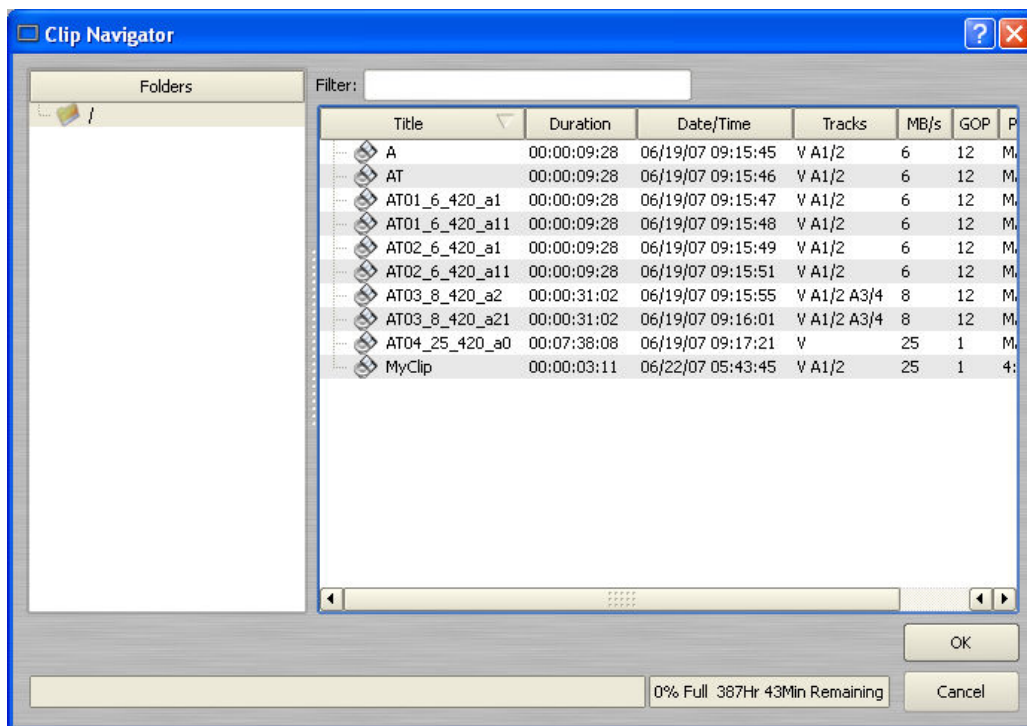 Clip Navigator
Folders
/
Filter:
Title Duration Date/Time Tracks MB/s GOP P
A 00:00:09:28 06/19/07 09:15:45 V A1/2 6 12 M
AT 00:00:09:28 06/19/07 09:15:46 V A1/2 6 12 M
AT01_6_420_a1 00:00:09:28 06/19/07 09:15:47 V A1/2 6 12 M
AT01_6_420_a11 00:00:09:28 06/19/07 09:15:48 V A1/2 6 12 M
AT02_6_420_a1 00:00:09:28 06/19/07 09:15:49 V A1/2 6 12 M
AT02_6_420_a11 00:00:09:28 06/19/07 09:15:51 V A1/2 6 12 M
AT03_8_420_a2 00:00:31:02 06/19/07 09:15:55 V A1/2 A3/4 8 12 M
AT03_8_420_a21 00:00:31:02 06/19/07 09:16:01 V A1/2 A3/4 8 12 M
AT04_25_420_a0 00:07:38:08 06/19/07 09:17:21 V 25 1 M
MyClip 00:00:03:11 06/22/07 05:43:45 V A1/2 25 1 4:
OK
0% Full 387Hr 43Min Remaining
Cancel